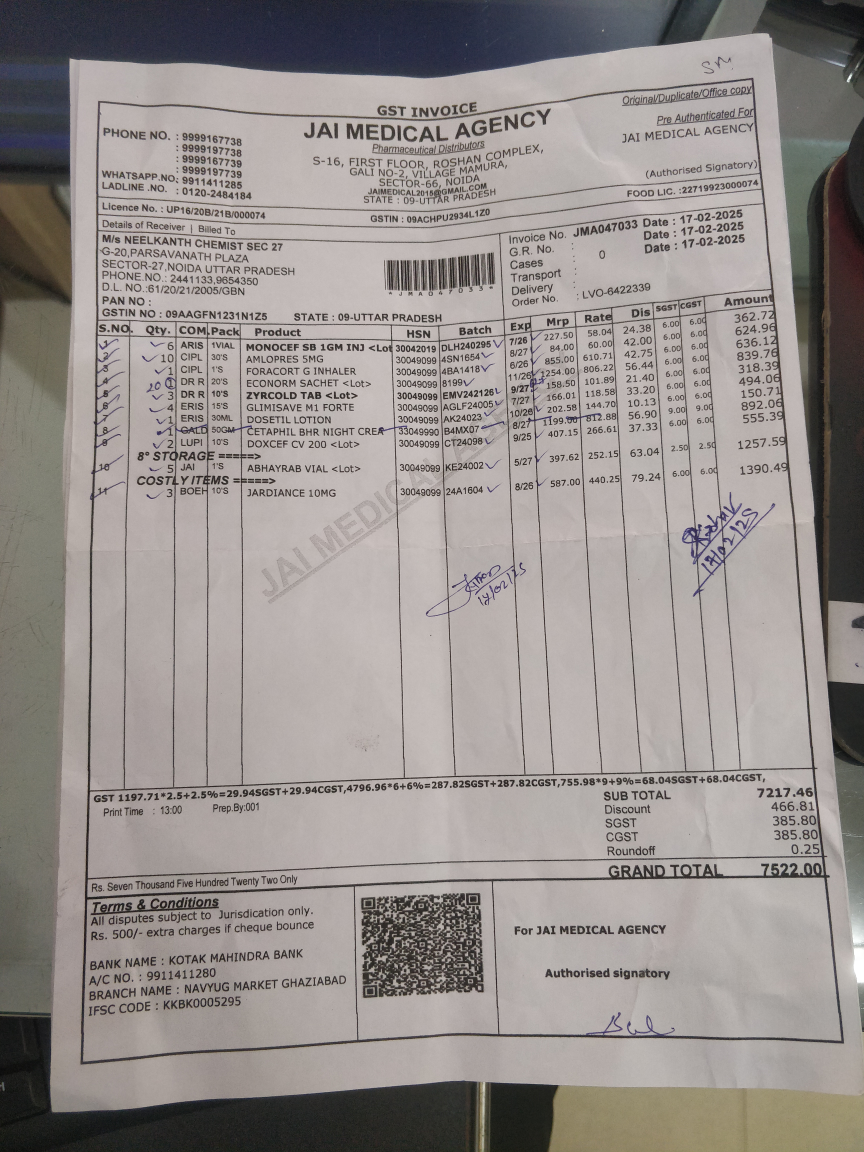 SM
Original/Duplicate/Office copy
GST INVOICE
JAI MEDICAL AGENCY
Pharmaceutical Distributors
S-16, FIRST FLOOR, ROSHAN COMPLEX,
GALI NO-2, VILLAGE MAMURA,
SECTOR-66, NOIDA
JAIMEDICAL2015@GMAIL.COM
STATE : 09-UTTAR PRADESH
PHONE NO. : 9999167738
: 9999197738
: 9999167739
WHATSAPP.NO.: 9999197739
: 9911411285
LADLINE .NO. : 0120-2484184
Pre Authenticated For
JAI MEDICAL AGENCY
(Authorised Signatory)
Licence No. : UP16/20B/21B/000074
GSTIN : 09ACHPU2934L1Z0
FOOD LIC. :22719923000074
Details of Receiver | Billed To
M/s NEELKANTH CHEMIST SEC 27
G-20,PARSAVANATH PLAZA
SECTOR-27,NOIDA UTTAR PRADESH
PHONE.NO.: 2441133,9654350
D.L.NO.:61/20/21/2005/GBN
PAN NO :
GSTIN NO : 09AAGFN1231N1Z5 STATE : 09-UTTAR PRADESH
*JMA047033*
Invoice No. JMA047033 Date : 17-02-2025
G.R. No. : Date : 17-02-2025
Cases : 0 Date : 17-02-2025
Transport :
Delivery :
Order No. : LVO-6422339
S.NO. Qty. COM. Pack Product HSN Batch Exp Mrp Rate Dis SGST CGST Amount
1 6 ARIS 1VIAL MONOCEF SB 1GM INJ <Lot 30042019 DLH240295 7/26 227.50 58.04 24.38 6.00 6.00 362.72
2 10 CIPL 30'S AMLOPRES 5MG 30049099 4SN1654 8/27 84.00 60.00 42.00 6.00 6.00 624.96
3 1 CIPL 1'S FORACORT G INHALER 30049099 4BA1418 6/26 855.00 610.71 42.75 6.00 6.00 636.12
4 20 1 DR R 20'S ECONORM SACHET <Lot> 30049099 8199 11/26 1254.00 806.22 56.44 6.00 6.00 839.76
5 3 DR R 10'S ZYRCOLD TAB <Lot> 30049099 EMV242126 9/27 158.50 101.89 21.40 6.00 6.00 318.39
6 4 ERIS 15'S GLIMISAVE M1 FORTE 30049099 AGLF24005 7/27 166.01 118.58 33.20 6.00 6.00 494.06
7 1 ERIS 30ML DOSETIL LOTION 30049099 AK24023 10/26 202.58 144.70 10.13 6.00 6.00 150.71
8 1 GALD 50GM CETAPHIL BHR NIGHT CREA 33049990 B4MX07 8/27 1199.00 812.88 56.90 9.00 9.00 892.06
9 2 LUPI 10'S DOXCEF CV 200 <Lot> 30049099 CT24098 9/25 407.15 266.61 37.33 6.00 6.00 555.39
8° STORAGE =====>
10 5 JAI 1'S ABHAYRAB VIAL <Lot> 30049099 KE24002 5/27 397.62 252.15 63.04 2.50 2.50 1257.59
COSTLY ITEMS =====>
11 3 BOEH 10'S JARDIANCE 10MG 30049099 24A1604 8/26 587.00 440.25 79.24 6.00 6.00 1390.49
JAI MEDICAL AGENCY
17/02/25
17/02/25
GST 1197.71*2.5+2.5%=29.94SGST+29.94CGST,4796.96*6+6%=287.82SGST+287.82CGST,755.98*9+9%=68.04SGST+68.04CGST,
Print Time : 13:00 Prep.By:001
SUB TOTAL 7217.46
Discount 466.81
SGST 385.80
CGST 385.80
Roundoff 0.25
Rs. Seven Thousand Five Hundred Twenty Two Only
GRAND TOTAL 7522.00
Terms & Conditions
All disputes subject to Jurisdication only.
Rs. 500/- extra charges if cheque bounce
BANK NAME : KOTAK MAHINDRA BANK
A/C NO. : 9911411280
BRANCH NAME : NAVYUG MARKET GHAZIABAD
IFSC CODE : KKBK0005295
For JAI MEDICAL AGENCY
Authorised signatory